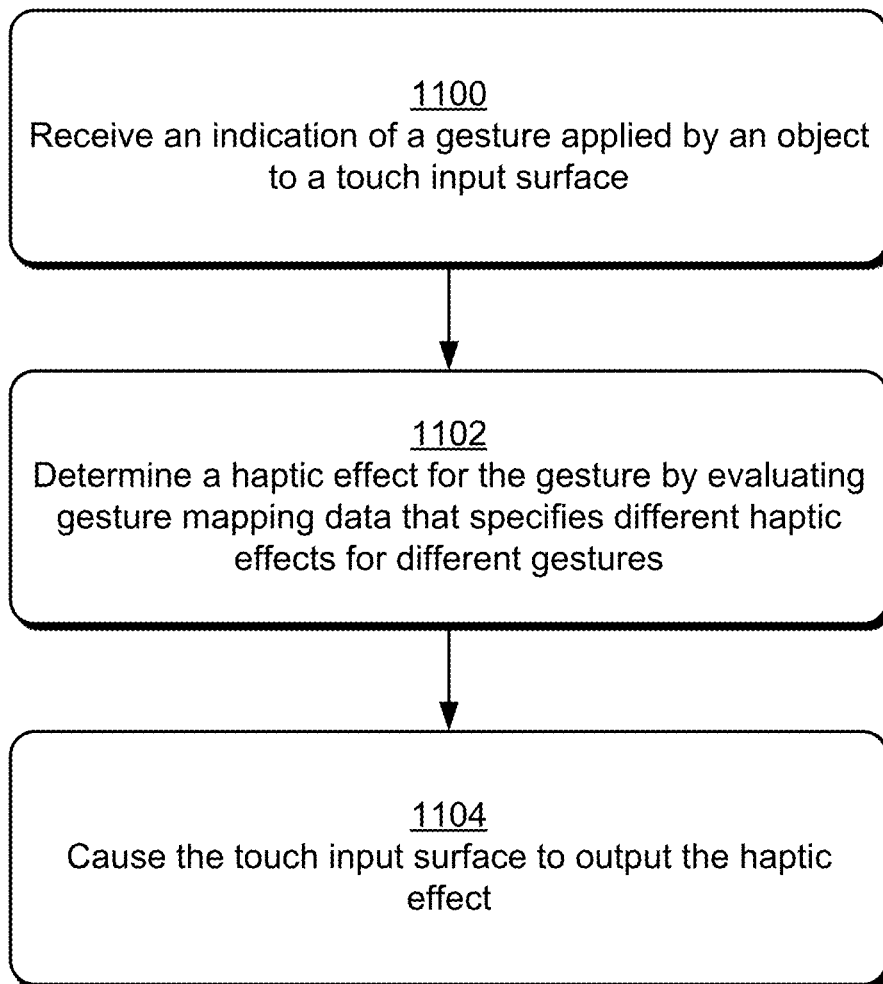 1100
Receive an indication of a gesture applied by an object
to a touch input surface
1102
Determine a haptic effect for the gesture by evaluating
gesture mapping data that specifies different haptic
effects for different gestures
1104
Cause the touch input surface to output the haptic
effect